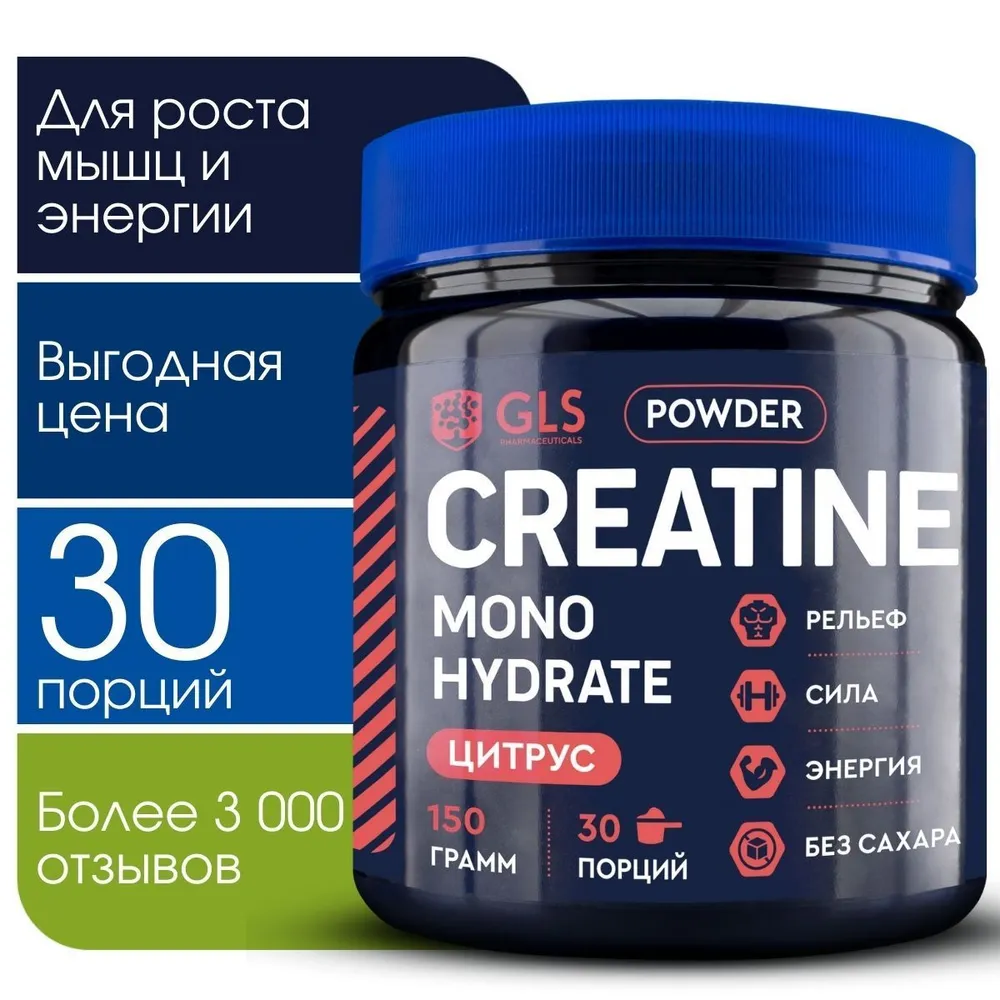 Для роста
мышц и
энергии
Выгодная
цена
30
порций
Более 3 000
отзывов
GLS
PHARMACEUTICALS
POWDER
CREATINE
MONO
HYDRATE
ЦИТРУС
150
ГРАММ
30
ПОРЦИЙ
РЕЛЬЕФ
СИЛА
ЭНЕРГИЯ
БЕЗ САХАРА